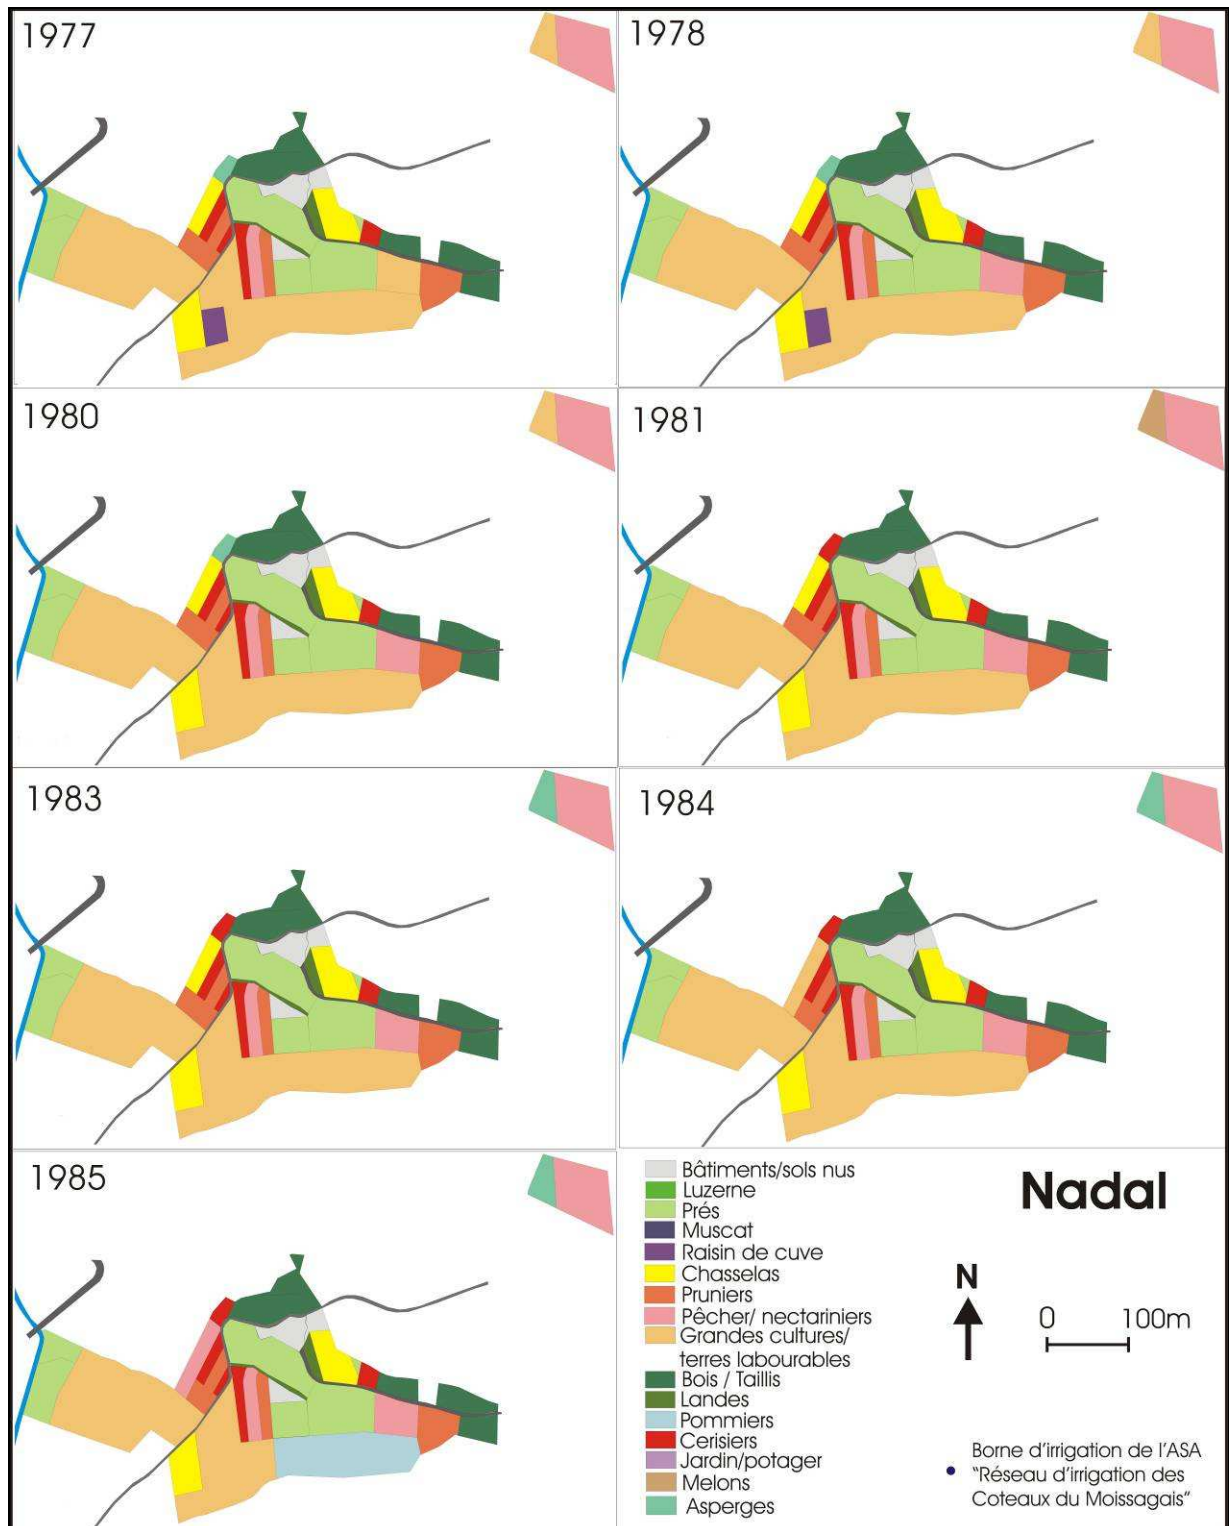 1977
1978
1980
1981
1983
1984
1985
Bâtiments/sols nus
Luzerne
Prés
Muscat
Raisin de cuve
Chasselas
Pruniers
Pêcher/ nectariniers
Grandes cultures/
terres labourables
Bois / Taillis
Landes
Pommiers
Cerisiers
Jardin/potager
Melons
Asperges
Nadal
N
0 100m
Borne d'irrigation de l'ASA
"Réseau d'irrigation des
Coteaux du Moissagais"